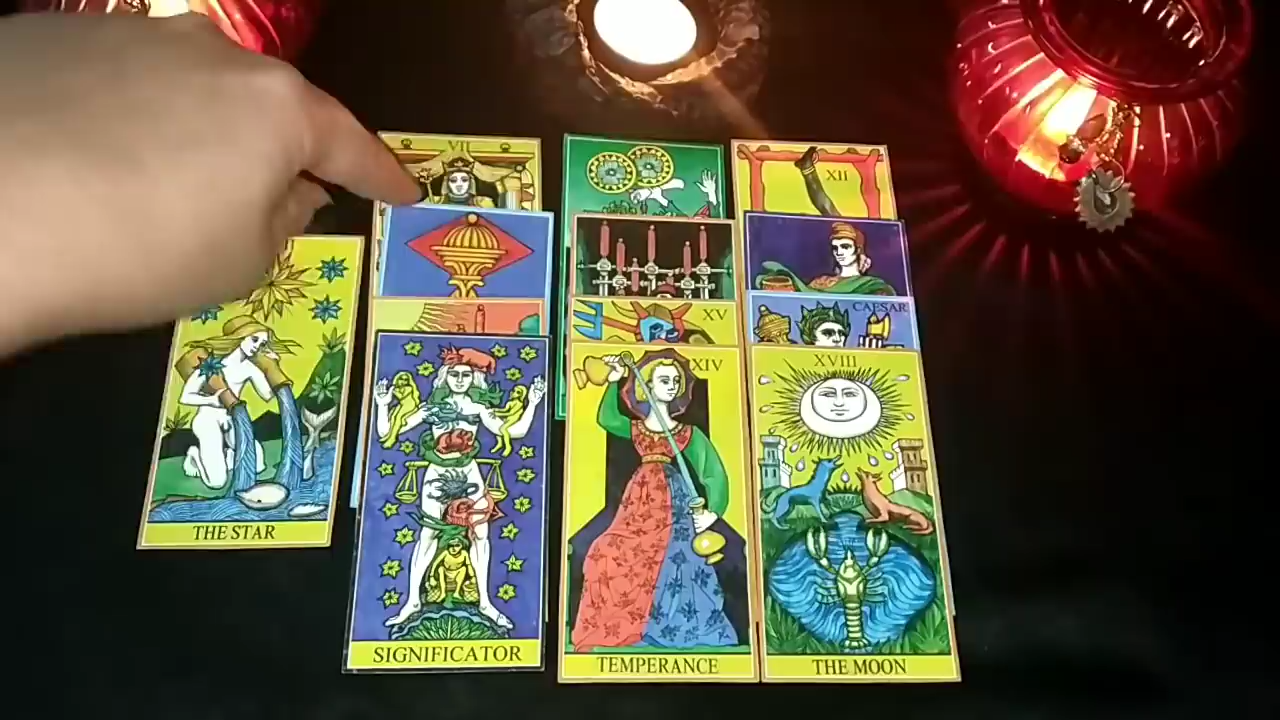 VII
XII
CAESAR
XV
XIV
XVIII
THE STAR
SIGNIFICATOR
TEMPERANCE
THE MOON